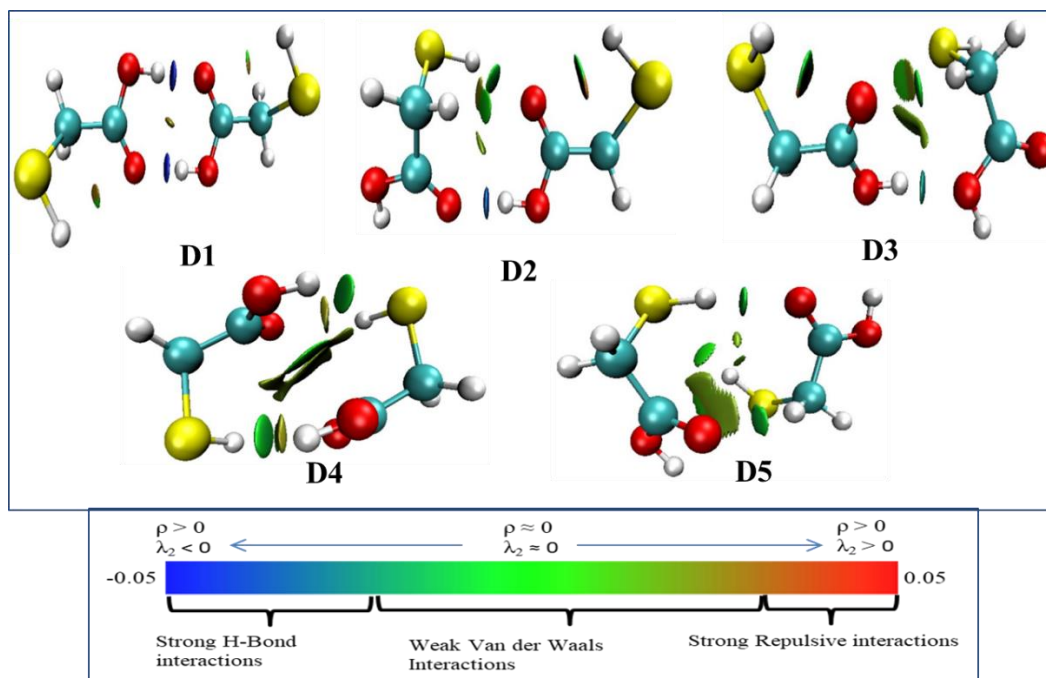 D1
D2
D3
D4
D5
ρ > 0
λ₂ < 0
ρ ≈ 0
λ₂ ≈ 0
ρ > 0
λ₂ > 0
-0.05
0.05
Strong H-Bond
interactions
Weak Van der Waals
Interactions
Strong Repulsive interactions